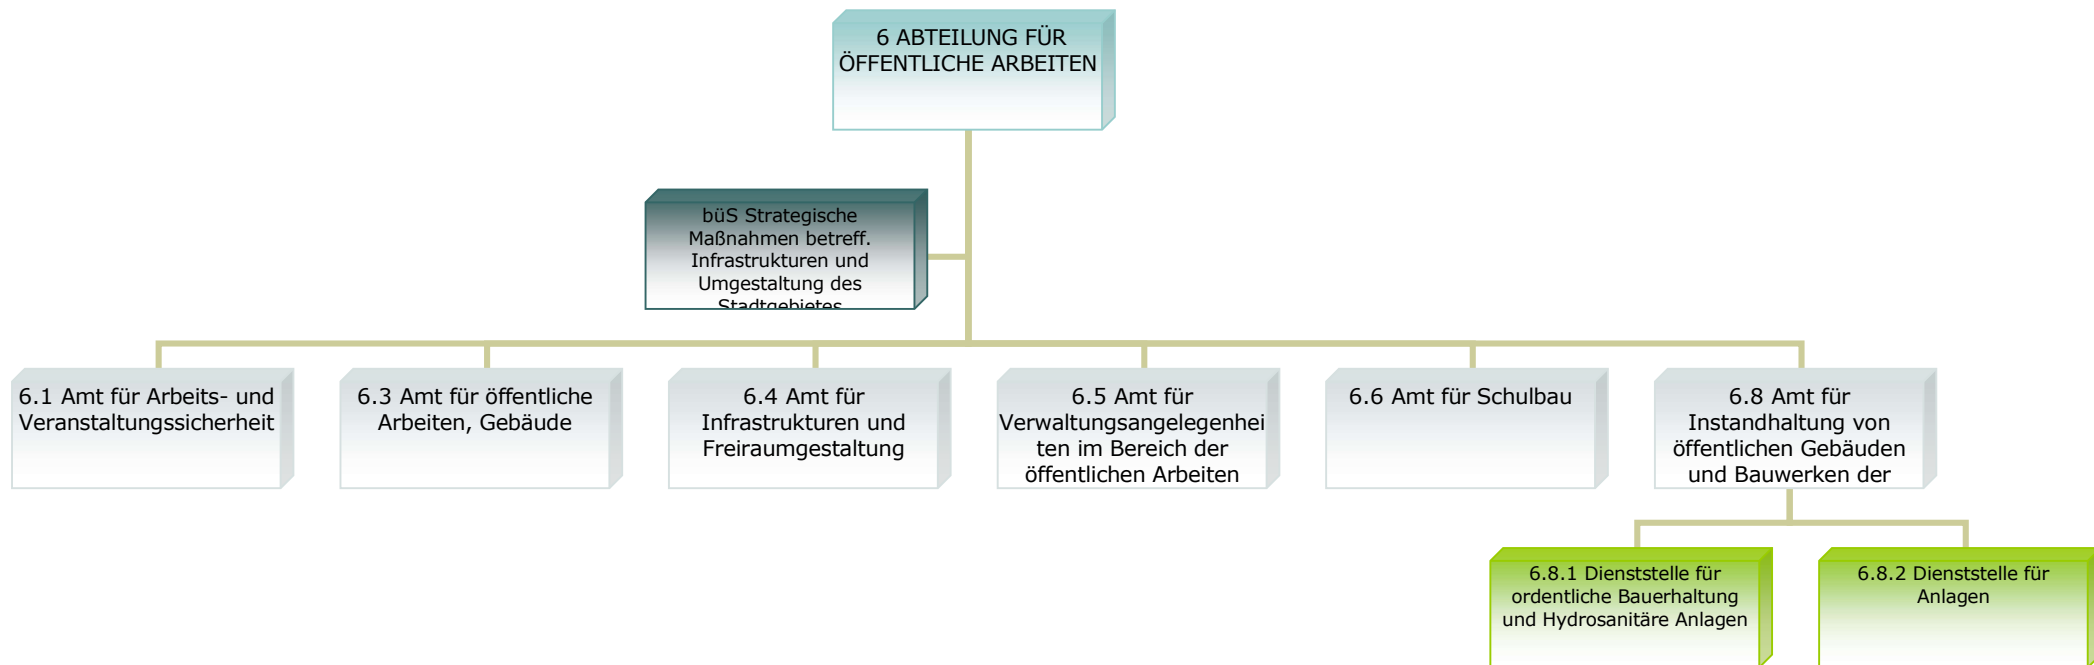 6 ABTEILUNG FÜR
ÖFFENTLICHE ARBEITEN
büS Strategische
Maßnahmen betreff.
Infrastrukturen und
Umgestaltung des
Stadtgebietes
6.1 Amt für Arbeits- und
Veranstaltungssicherheit
6.3 Amt für öffentliche
Arbeiten, Gebäude
6.4 Amt für
Infrastrukturen und
Freiraumgestaltung
6.5 Amt für
Verwaltungsangelegenhei
ten im Bereich der
öffentlichen Arbeiten
6.6 Amt für Schulbau
6.8 Amt für
Instandhaltung von
öffentlichen Gebäuden
und Bauwerken der
6.8.1 Dienststelle für
ordentliche Bauerhaltung
und Hydrosanitäre Anlagen
6.8.2 Dienststelle für
Anlagen